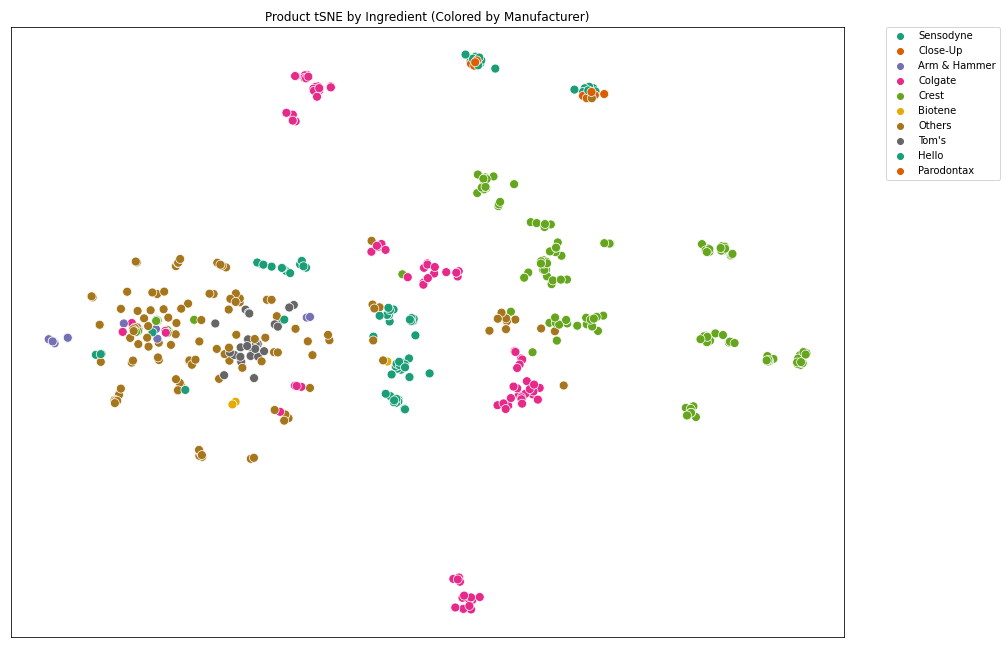 Product tSNE by Ingredient (Colored by Manufacturer)
Sensodyne
Close-Up
Arm & Hammer
Colgate
Crest
Biotene
Others
Tom's
Hello
Parodontax